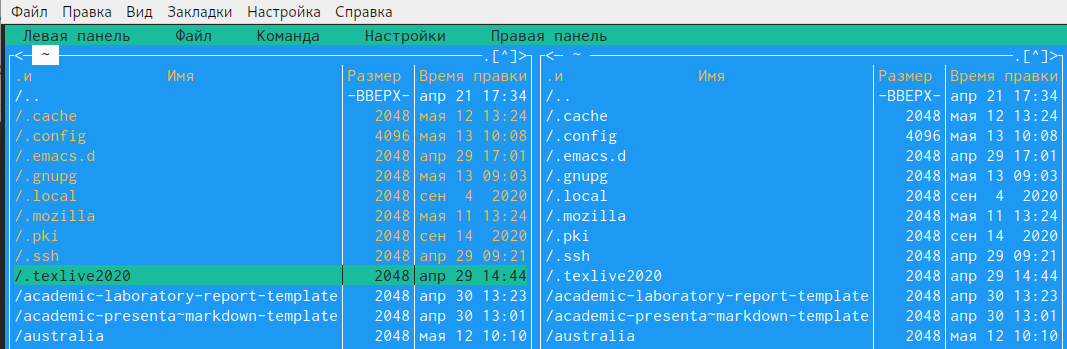 Файл Правка Вид Закладки Настройка Справка
Левая панель Файл Команда Настройки Правая панель
<─ ~ .[^]> <─ ~ .[^]>
.и Имя Размер Время правки .и Имя Размер Время правки
/.. -ВВЕРХ- апр 21 17:34 /.. -ВВЕРХ- апр 21 17:34
/.cache 2048 мая 12 13:24 /.cache 2048 мая 12 13:24
/.config 4096 мая 13 10:08 /.config 4096 мая 13 10:08
/.emacs.d 2048 апр 29 17:01 /.emacs.d 2048 апр 29 17:01
/.gnupg 2048 мая 13 09:03 /.gnupg 2048 мая 13 09:03
/.local 2048 сен 4 2020 /.local 2048 сен 4 2020
/.mozilla 2048 мая 11 13:24 /.mozilla 2048 мая 11 13:24
/.pki 2048 сен 14 2020 /.pki 2048 сен 14 2020
/.ssh 2048 апр 29 09:21 /.ssh 2048 апр 29 09:21
/.texlive2020 2048 апр 29 14:44 /.texlive2020 2048 апр 29 14:44
/academic-laboratory-report-template 2048 апр 30 13:23 /academic-laboratory-report-template 2048 апр 30 13:23
/academic-presenta~markdown-template 2048 апр 30 13:01 /academic-presenta~markdown-template 2048 апр 30 13:01
/australia 2048 мая 12 10:10 /australia 2048 мая 12 10:10